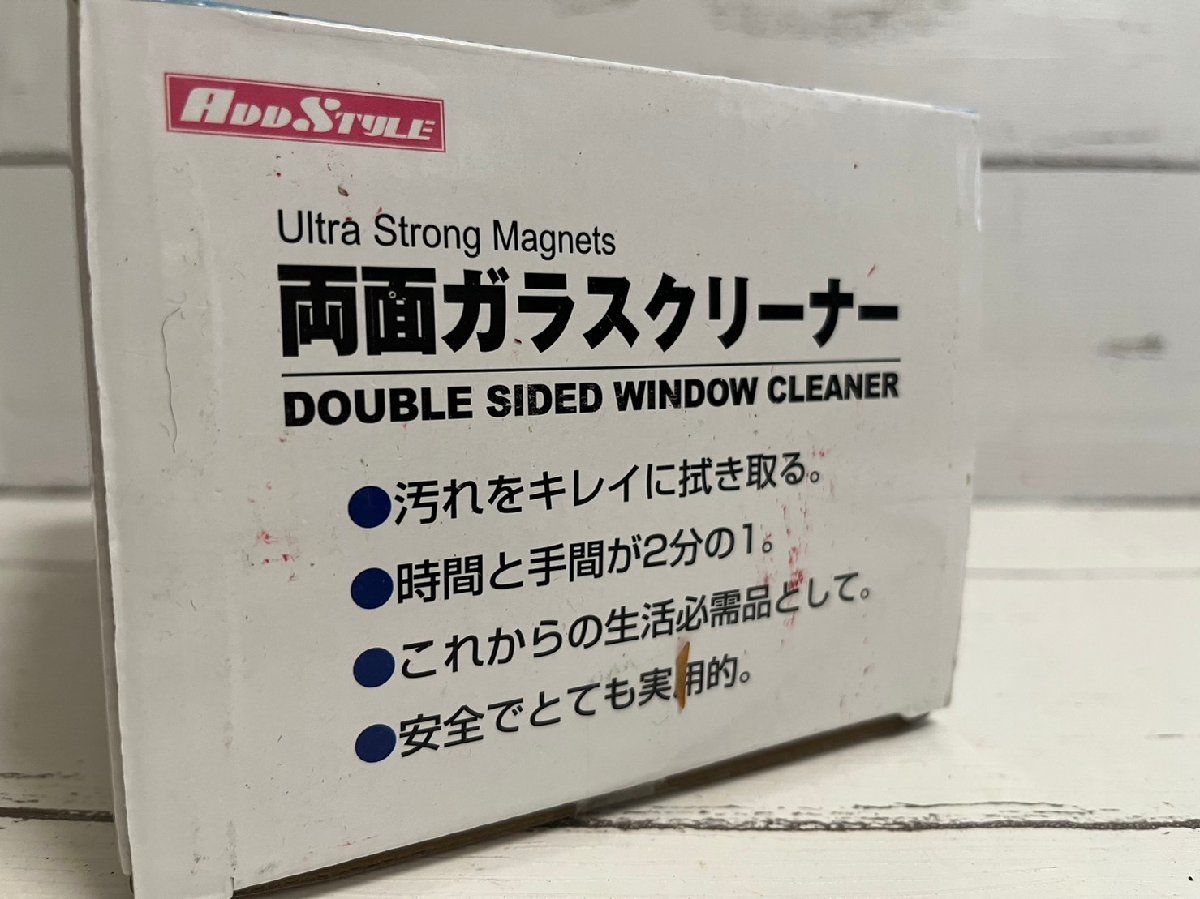 ADD.STYLE
Ultra Strong Magnets
両面ガラスクリーナー
DOUBLE SIDED WINDOW CLEANER
●汚れをキレイに拭き取る。
●時間と手間が2分の1。
●これからの生活必需品として。
●安全でとても実用的。